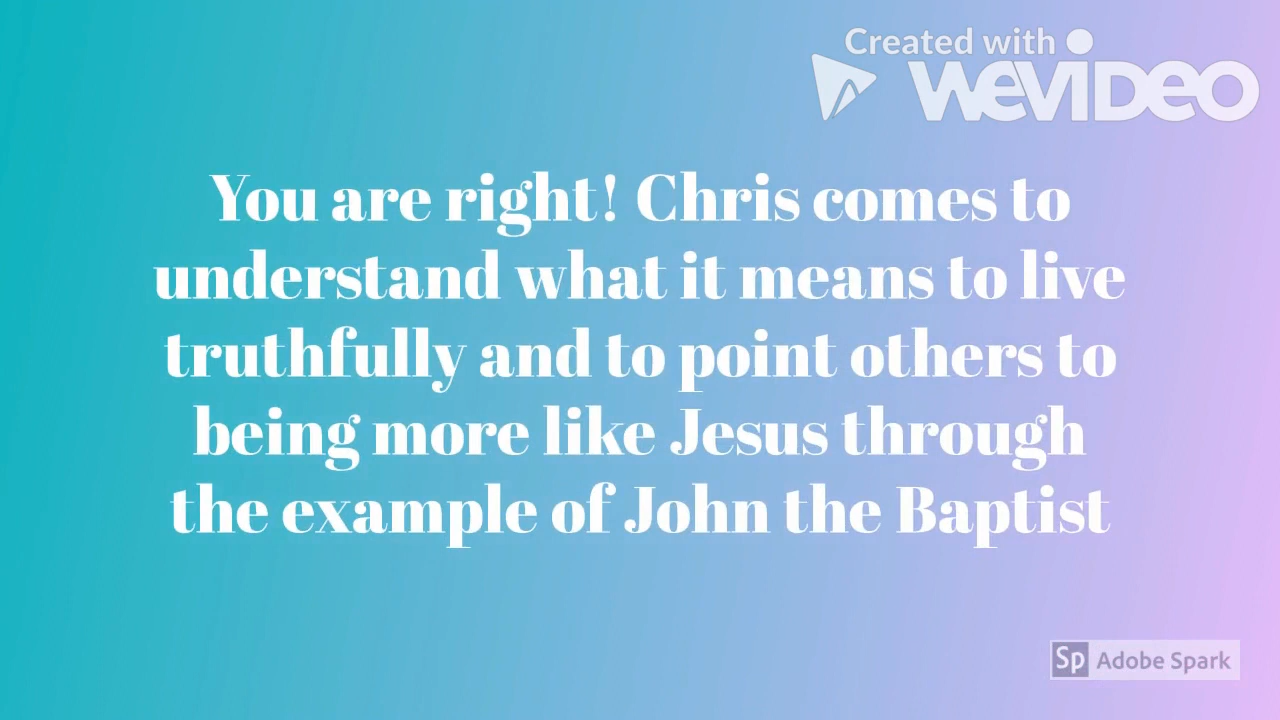 Created with
WeVideo
You are right! Chris comes to
understand what it means to live
truthfully and to point others to
being more like Jesus through
the example of John the Baptist
Sp Adobe Spark